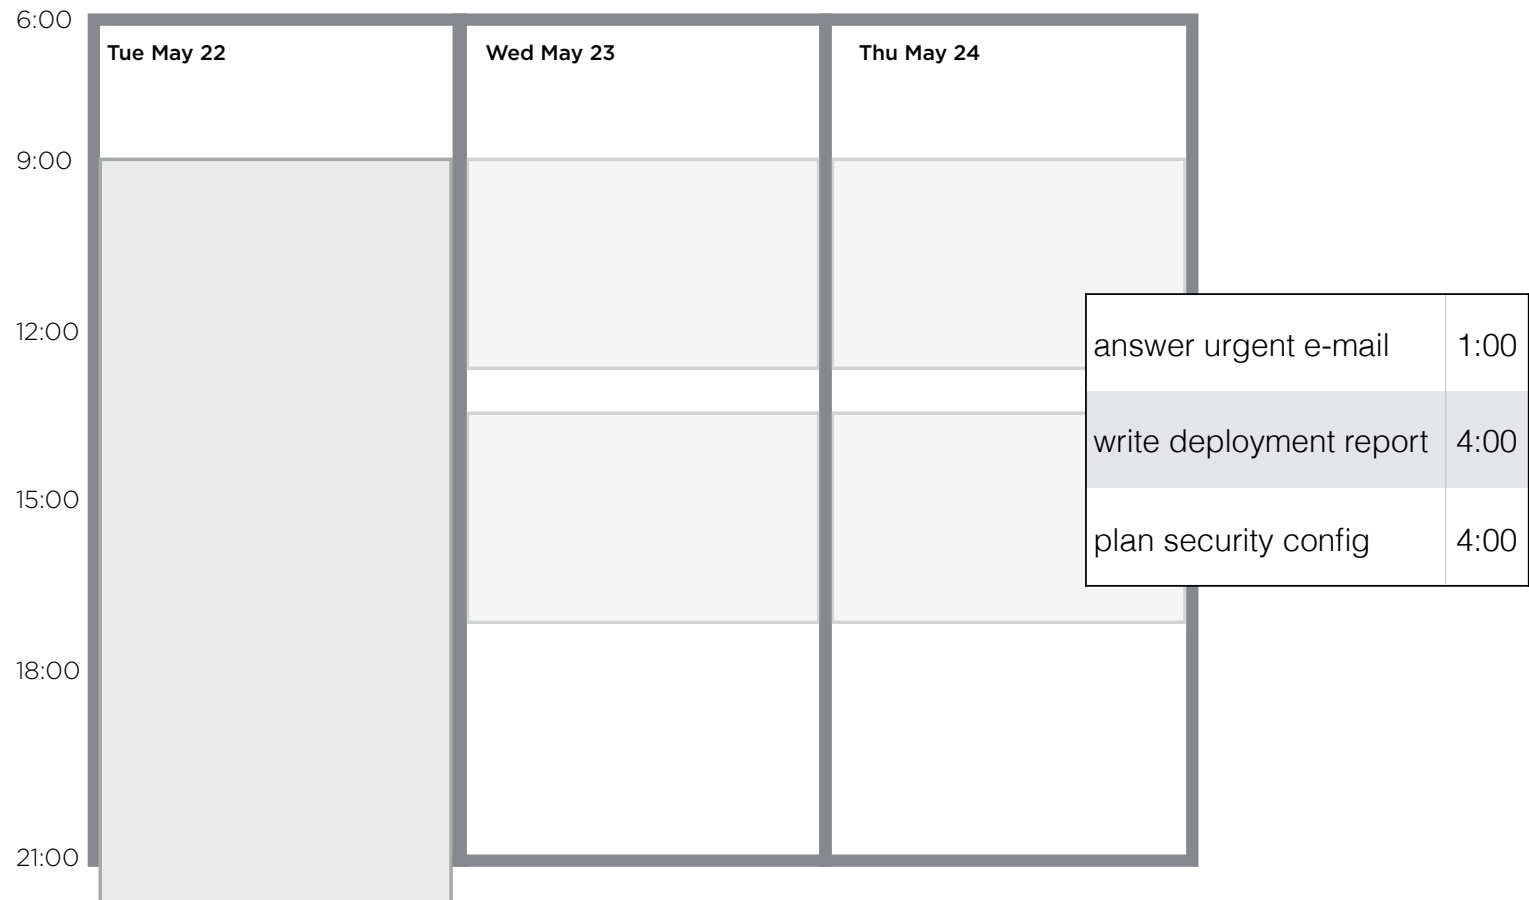 6:00
Tue May 22
Wed May 23
Thu May 24
9:00
12:00
answer urgent e-mail 1:00
write deployment report 4:00
15:00
plan security config 4:00
18:00
21:00